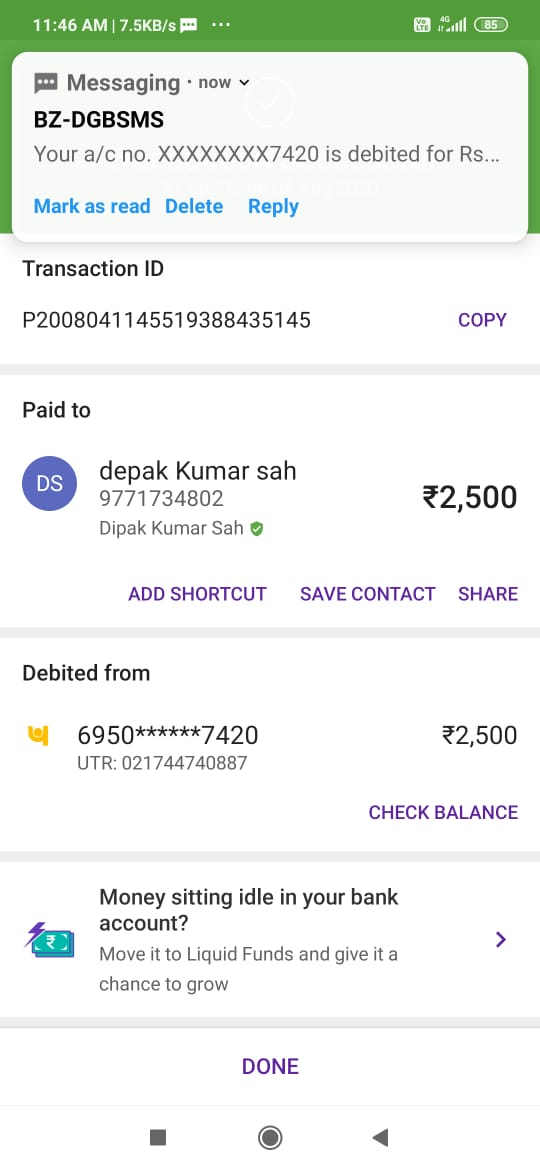 11:46 AM | 7.5KB/s ...
Vo LTE 4G 85
Messaging · now
BZ-DGBSMS
Your a/c no. XXXXXXXX7420 is debited for Rs...
Mark as read Delete Reply
Transaction ID
P2008041145519388435145 COPY
Paid to
DS depak Kumar sah
9771734802 ₹2,500
Dipak Kumar Sah
ADD SHORTCUT SAVE CONTACT SHARE
Debited from
6950******7420 ₹2,500
UTR: 021744740887
CHECK BALANCE
Money sitting idle in your bank
account?
Move it to Liquid Funds and give it a
chance to grow
DONE